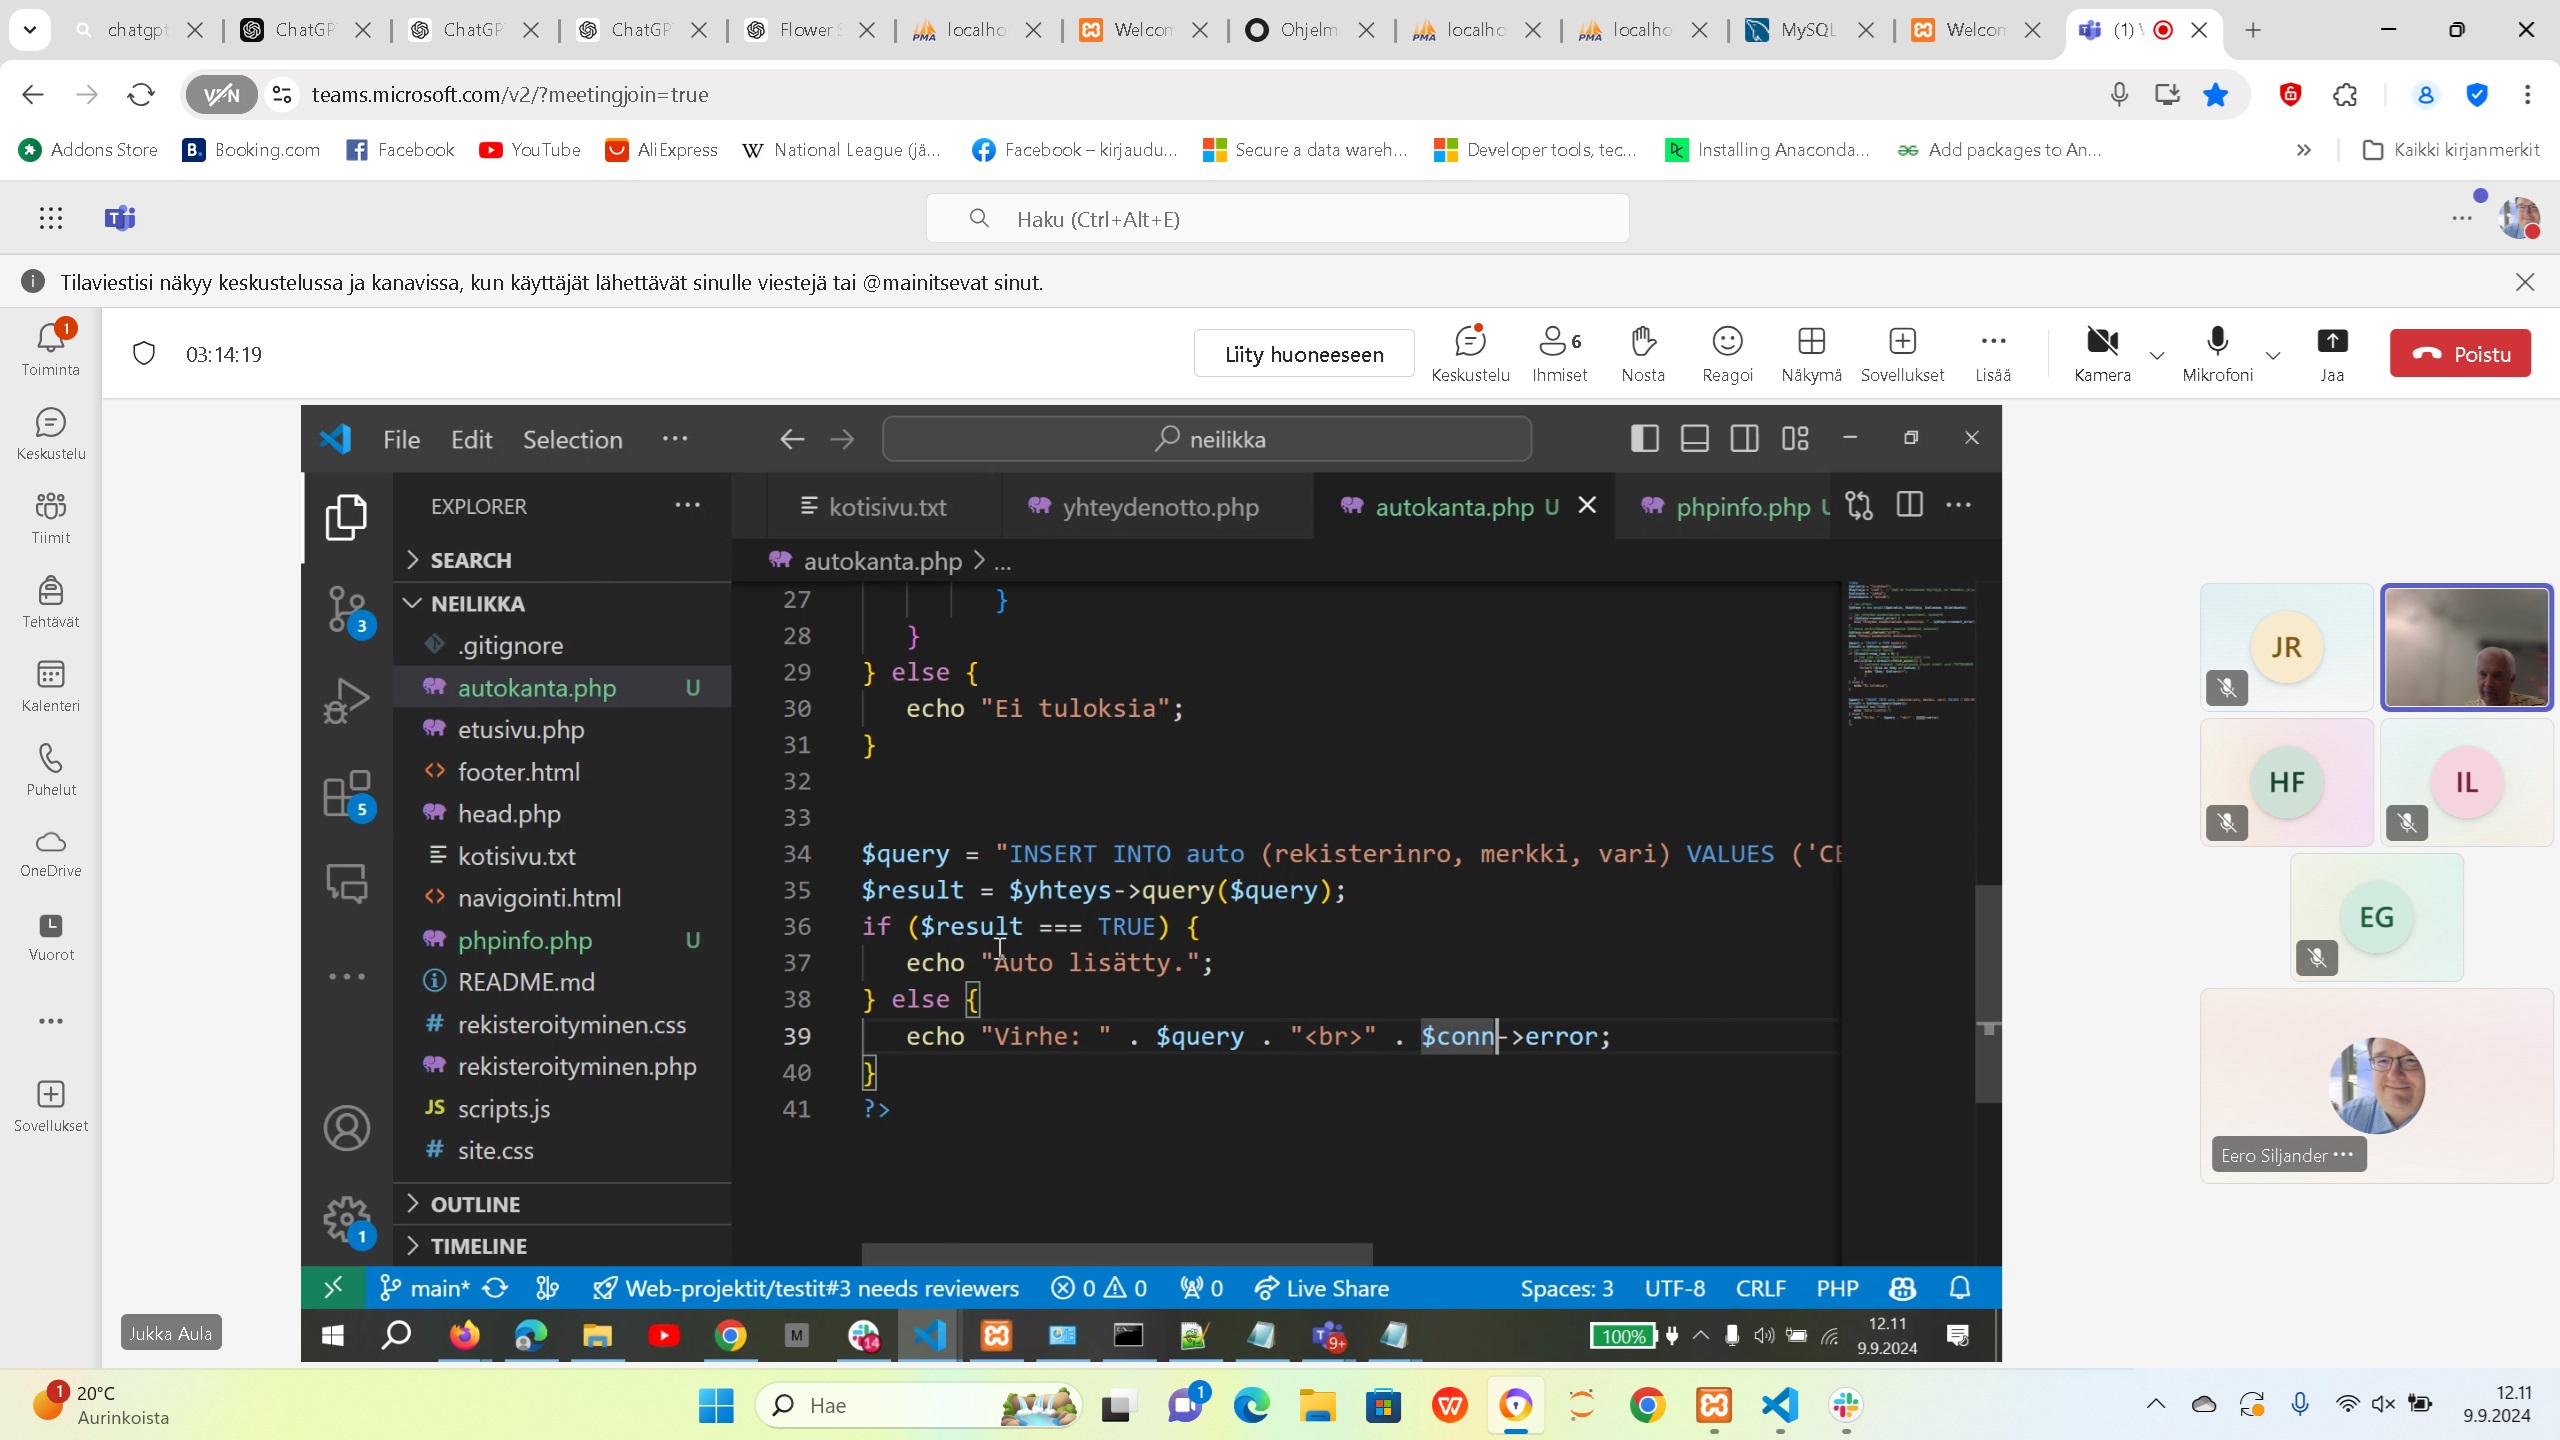 chatgpt
ChatGP
ChatGP
ChatGP
Flower S
localho
Welcom
Ohjelm
localho
localho
MySQL
Welcom
(1)
VPN
teams.microsoft.com/v2/?meetingjoin=true
Addons Store
Booking.com
Facebook
YouTube
AliExpress
National League (jä...
Facebook – kirjaudu...
Secure a data wareh...
Developer tools, tec...
Installing Anaconda...
Add packages to An...
Kaikki kirjanmerkit
Haku (Ctrl+Alt+E)
Tilaviestisi näkyy keskustelussa ja kanavissa, kun käyttäjät lähettävät sinulle viestejä tai @mainitsevat sinut.
1
Toiminta
Keskustelu
Tiimit
Tehtävät
Kalenteri
Puhelut
OneDrive
Vuorot
Sovellukset
03:14:19
Liity huoneeseen
Keskustelu
6
Ihmiset
Nosta
Reagoi
Näkymä
Sovellukset
Lisää
Kamera
Mikrofoni
Jaa
Poistu
File
Edit
Selection
neilikka
EXPLORER
SEARCH
NEILIKKA
.gitignore
autokanta.php U
etusivu.php
footer.html
head.php
kotisivu.txt
navigointi.html
phpinfo.php U
README.md
rekisteroityminen.css
rekisteroityminen.php
JS scripts.js
site.css
OUTLINE
TIMELINE
3
5
1
kotisivu.txt
yhteydenotto.php
autokanta.php U
phpinfo.php U
autokanta.php > ...
27 }
28 }
29 } else {
30 echo "Ei tuloksia";
31 }
32
33
34 $query = "INSERT INTO auto (rekisterinro, merkki, vari) VALUES ('CE
35 $result = $yhteys->query($query);
36 if ($result === TRUE) {
37 echo "Auto lisätty.";
38 } else {
39 echo "Virhe: " . $query . "<br>" . $conn->error;
40 }
41 ?>
main*
Web-projektit/testit#3 needs reviewers
0
0
0
Live Share
Spaces: 3
UTF-8
CRLF
PHP
M
14
9+
100%
12.11
9.9.2024
Jukka Aula
JR
HF
IL
EG
Eero Siljander
1
20°C
Aurinkoista
Hae
1
12.11
9.9.2024